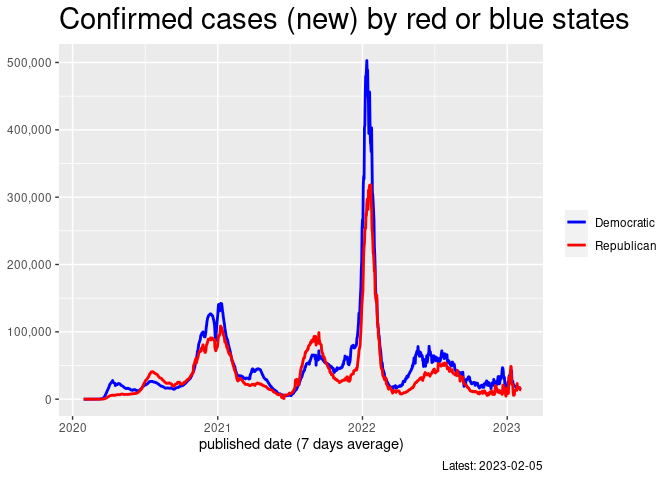 Confirmed cases (new) by red or blue states
500,000
400,000
300,000
200,000
100,000
0
2020 2021 2022 2023
published date (7 days average)
Democratic
Republican
Latest: 2023-02-05